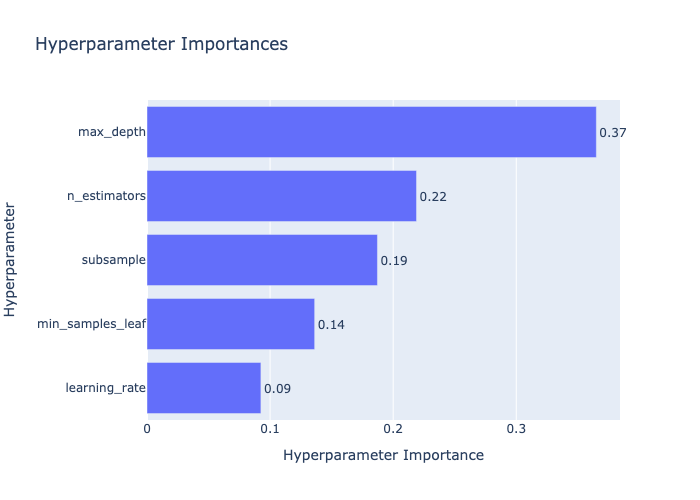 Hyperparameter Importances
Hyperparameter
max_depth
0.37
n_estimators
0.22
subsample
0.19
min_samples_leaf
0.14
learning_rate
0.09
0
0.1
0.2
0.3
Hyperparameter Importance